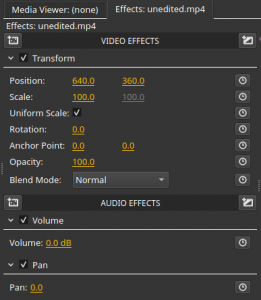 Media Viewer: (none) Effects: unedited.mp4
Effects: unedited.mp4
VIDEO EFFECTS
Transform
Position: 640.0 360.0
Scale: 100.0 100.0
Uniform Scale:
Rotation: 0.0
Anchor Point: 0.0 0.0
Opacity: 100.0
Blend Mode: Normal
AUDIO EFFECTS
Volume
Volume: 0.0 dB
Pan
Pan: 0.0